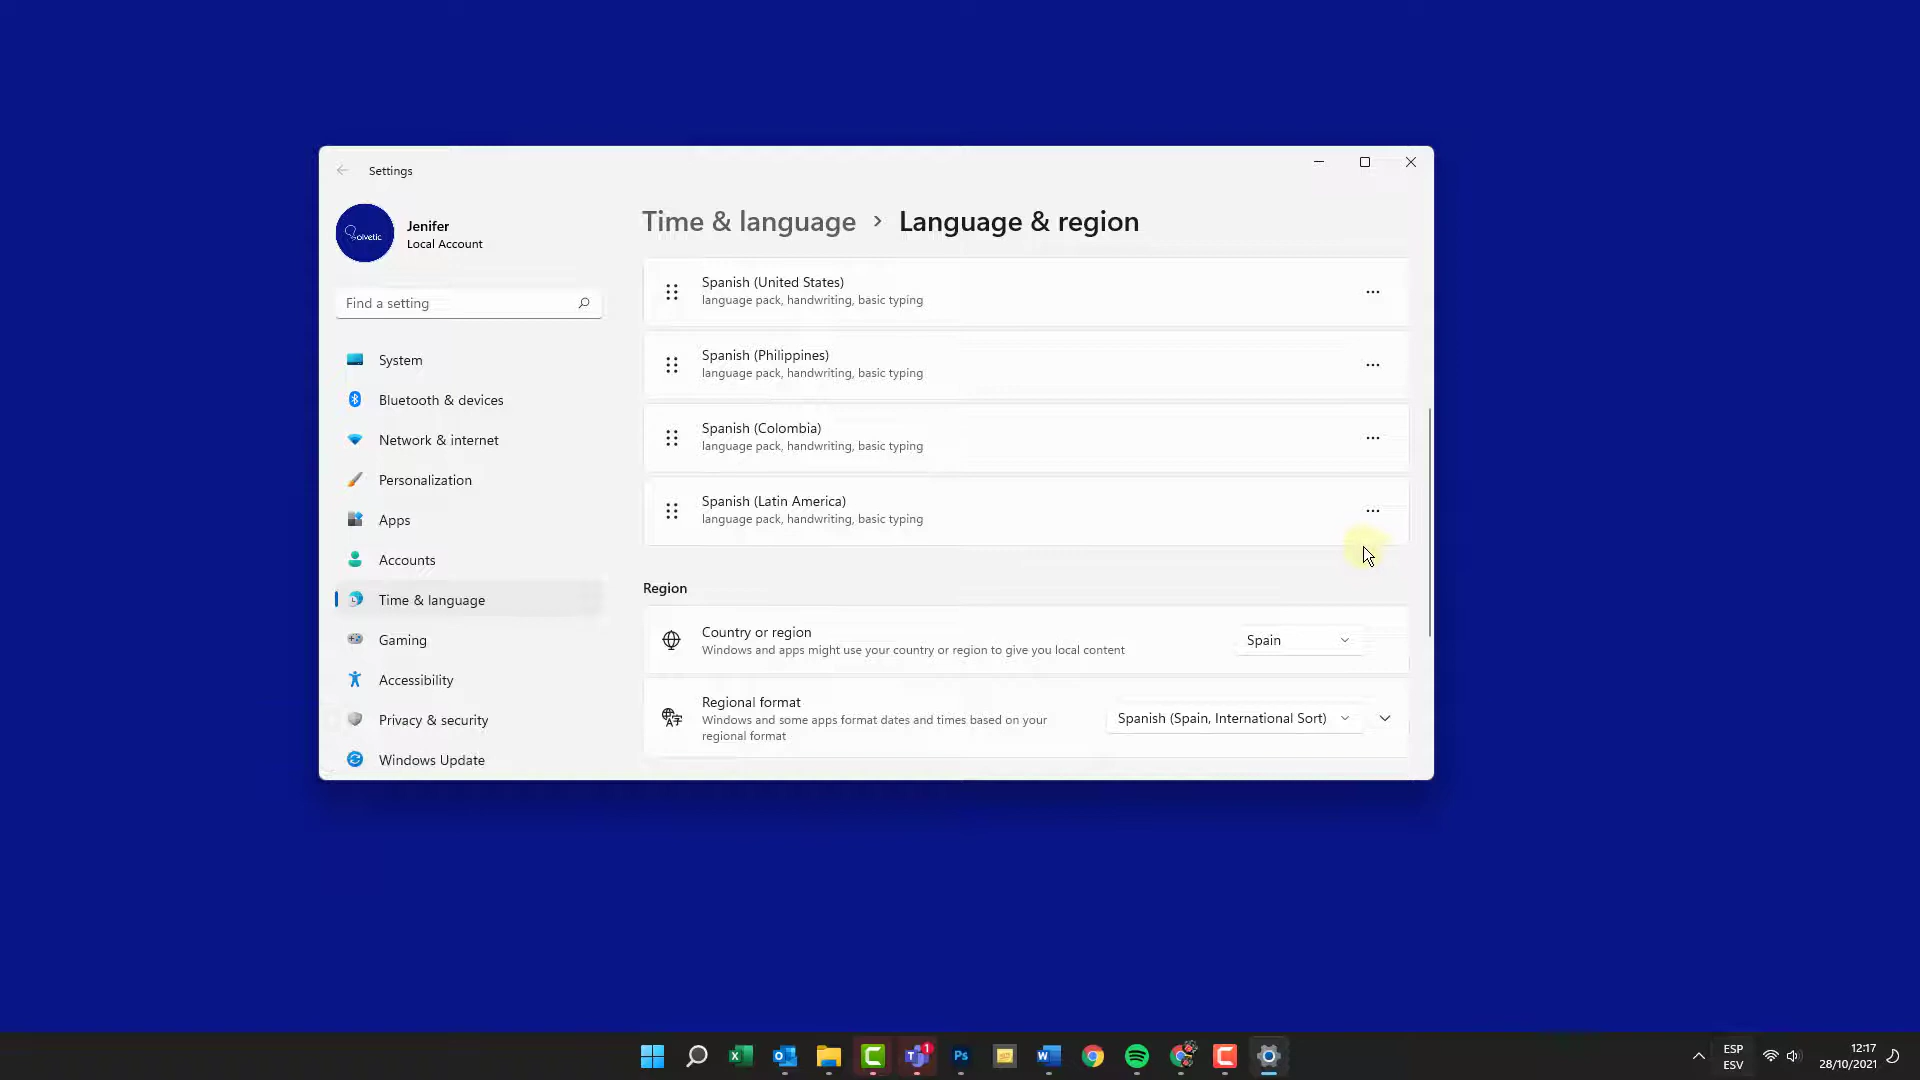 Settings
Jenifer
Local Account
Solvetic
Find a setting
System
Bluetooth & devices
Network & internet
Personalization
Apps
Accounts
Time & language
Gaming
Accessibility
Privacy & security
Windows Update
Time & language > Language & region
Spanish (United States)
language pack, handwriting, basic typing
Spanish (Philippines)
language pack, handwriting, basic typing
Spanish (Colombia)
language pack, handwriting, basic typing
Spanish (Latin America)
language pack, handwriting, basic typing
Region
Country or region
Windows and apps might use your country or region to give you local content
Spain
Regional format
Windows and some apps format dates and times based on your
regional format
Spanish (Spain, International Sort)
1
Ps
ESP
ESV
12:17
28/10/2021